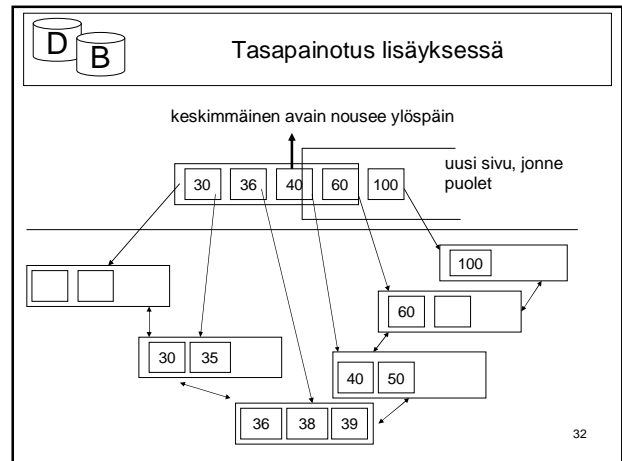 D
B
Tasapainotus lisäyksessä
keskimmäinen avain nousee ylöspäin
uusi sivu, jonne
puolet
30 36 40 60 100
100
60
30 35
40 50
36 38 39
32